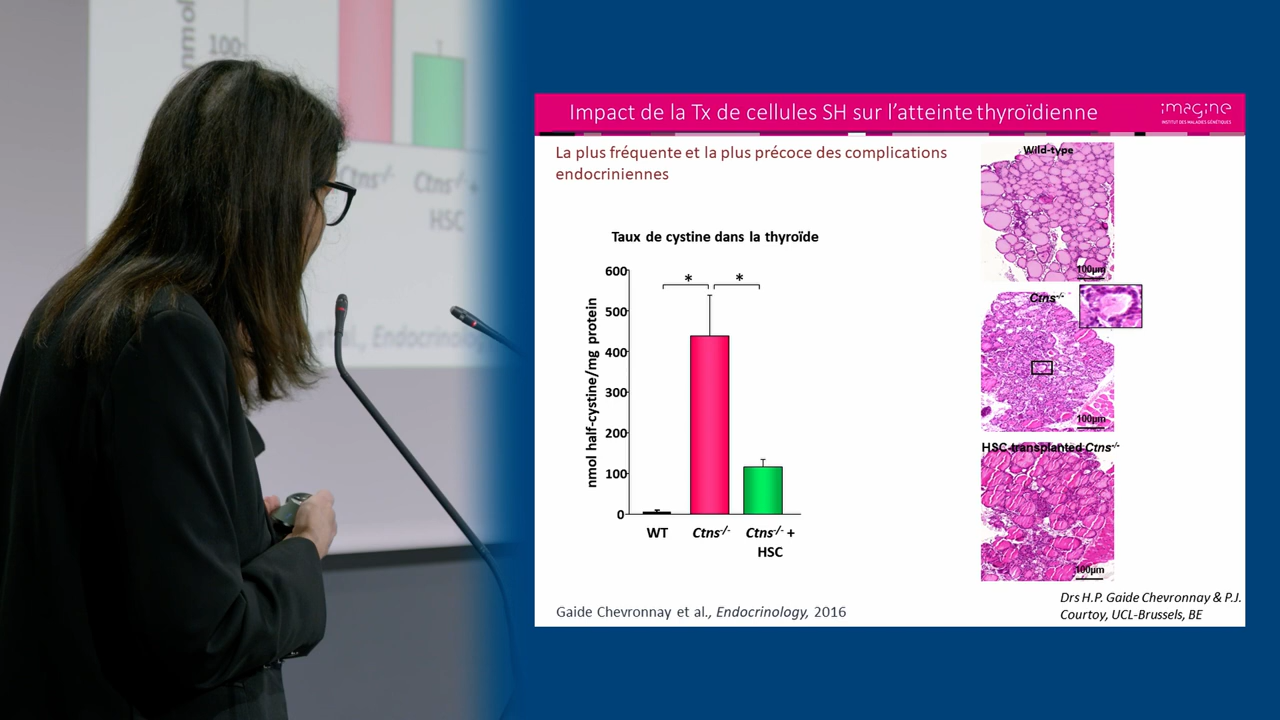 100
Ctns-/-
Ctns-/- +
HSC
et al., Endocrinolog
Impact de la Tx de cellules SH sur l’atteinte thyroïdienne
imagine
INSTITUT DES MALADIES GÉNÉTIQUES
La plus fréquente et la plus précoce des complications
endocriniennes
Taux de cystine dans la thyroïde
nmol half-cystine/mg protein
600
500
400
300
200
100
0
* *
WT Ctns-/- Ctns-/- +
HSC
Wild-type
100µm
Ctns-/-
100µm
HSC-transplanted Ctns-/-
100µm
Gaide Chevronnay et al., Endocrinology, 2016
Drs H.P. Gaide Chevronnay & P.J.
Courtoy, UCL-Brussels, BE